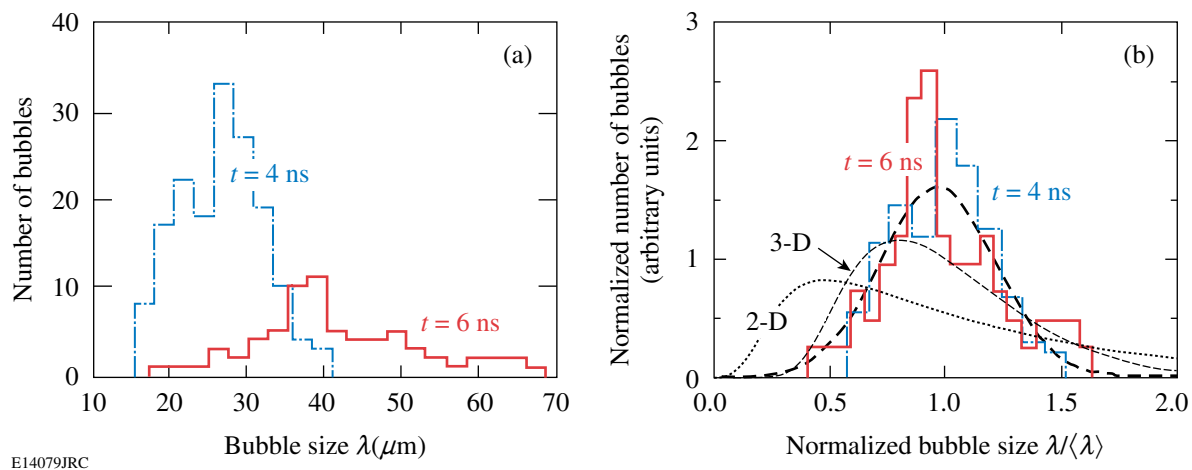 (a)
40
30
20
10
0
Number of bubbles
t = 4 ns
t = 6 ns
10 20 30 40 50 60 70
Bubble size λ(μm)
E14079JRC
(b)
3
2
1
0
Normalized number of bubbles
(arbitrary units)
t = 6 ns
t = 4 ns
3-D
2-D
0.0 0.5 1.0 1.5 2.0
Normalized bubble size λ/⟨λ⟩